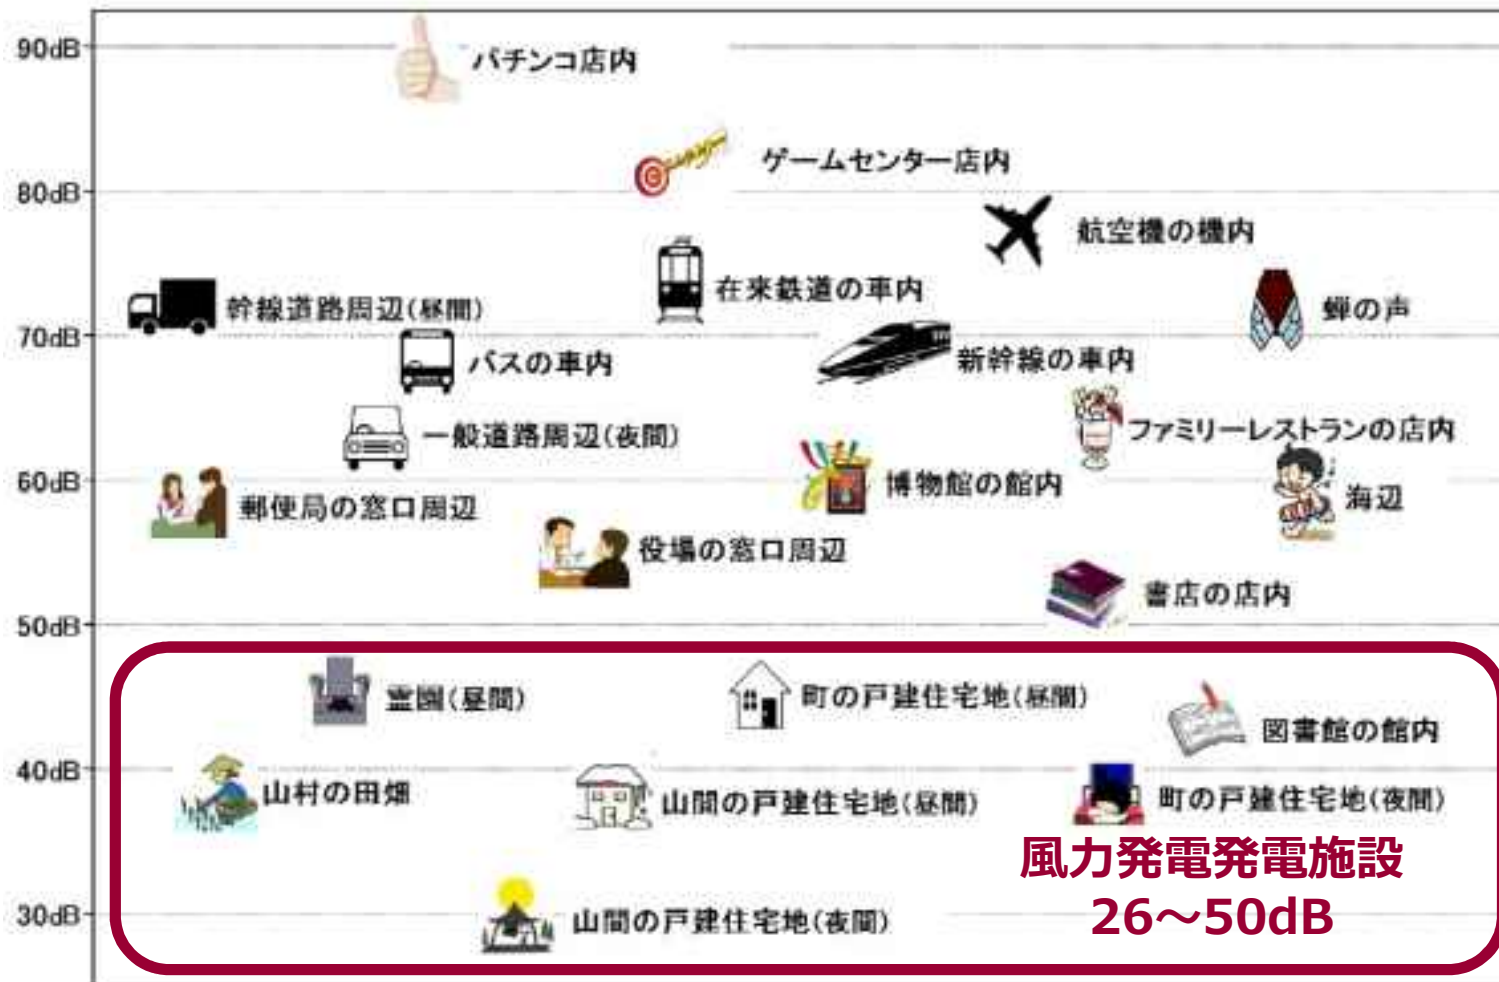 90dB
パチンコ店内
ゲームセンター店内
80dB
航空機の機内
在来鉄道の車内
幹線道路周辺(昼間)
蝉の声
70dB
バスの車内
新幹線の車内
一般道路周辺(夜間)
ファミリーレストランの店内
60dB
博物館の館内
郵便局の窓口周辺
海辺
役場の窓口周辺
書店の店内
50dB
霊園(昼間)
町の戸建住宅地(昼間)
図書館の館内
40dB
山村の田畑
山間の戸建住宅地(昼間)
町の戸建住宅地(夜間)
風力発電発電施設
26～50dB
30dB
山間の戸建住宅地(夜間)